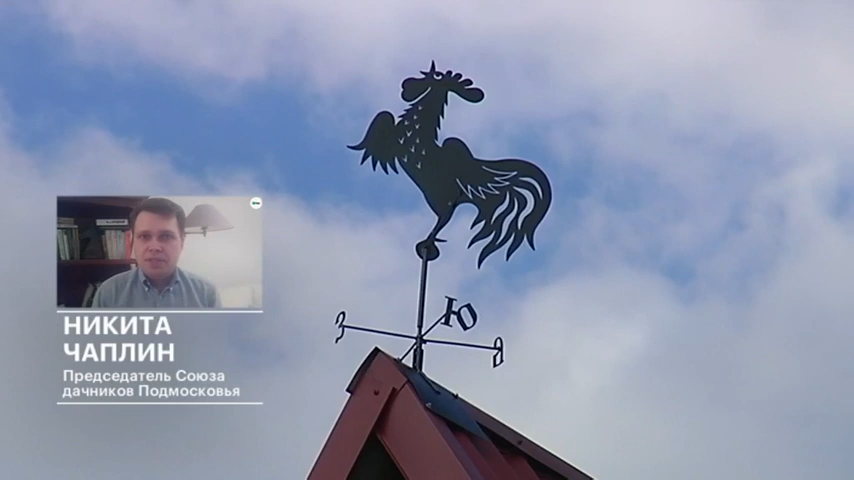 НИКИТА
ЧАПЛИН
Председатель Союза
дачников Подмосковья
З
Ю
В